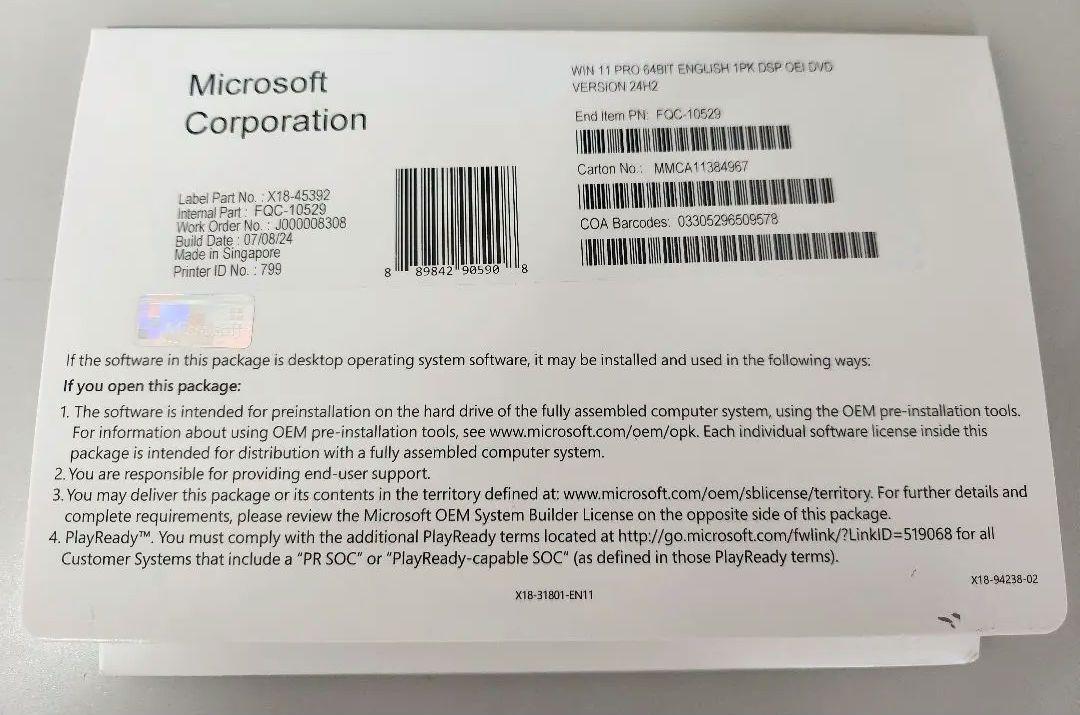 Microsoft
Corporation
WIN 11 PRO 64BIT ENGLISH 1PK DSP OEI DVD
VERSION 24H2
End Item PN: FQC-10529
Carton No.: MMCA11384967
COA Barcodes: 03305296509578
Label Part No. : X18-45392
Internal Part : FQC-10529
Work Order No. : J000008308
Build Date : 07/08/24
Made in Singapore
Printer ID No. : 799
8 89842 90590 8
Microsoft
If the software in this package is desktop operating system software, it may be installed and used in the following ways:
If you open this package:
1. The software is intended for preinstallation on the hard drive of the fully assembled computer system, using the OEM pre-installation tools.
For information about using OEM pre-installation tools, see www.microsoft.com/oem/opk. Each individual software license inside this
package is intended for distribution with a fully assembled computer system.
2. You are responsible for providing end-user support.
3. You may deliver this package or its contents in the territory defined at: www.microsoft.com/oem/sblicense/territory. For further details and
complete requirements, please review the Microsoft OEM System Builder License on the opposite side of this package.
4. PlayReady™. You must comply with the additional PlayReady terms located at http://go.microsoft.com/fwlink/?LinkID=519068 for all
Customer Systems that include a "PR SOC" or "PlayReady-capable SOC" (as defined in those PlayReady terms).
X18-94238-02
X18-31801-EN11